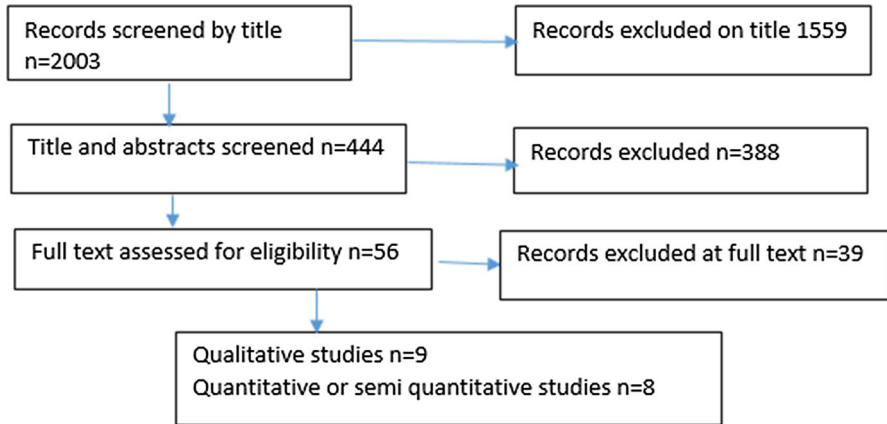 Records screened by title
n=2003
Records excluded on title 1559
Title and abstracts screened n=444
Records excluded n=388
Full text assessed for eligibility n=56
Records excluded at full text n=39
Qualitative studies n=9
Quantitative or semi quantitative studies n=8